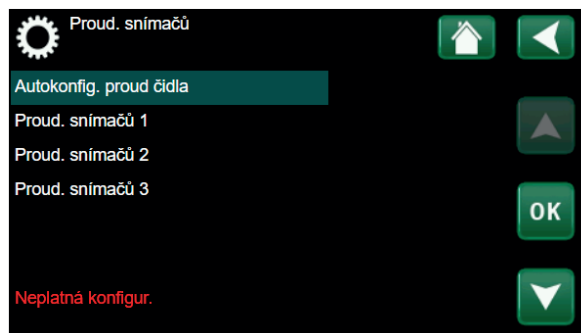 Proud. snímačů
Autokonfig. proud čidla
Proud. snímačů 1
Proud. snímačů 2
Proud. snímačů 3
OK
Neplatná konfigur.